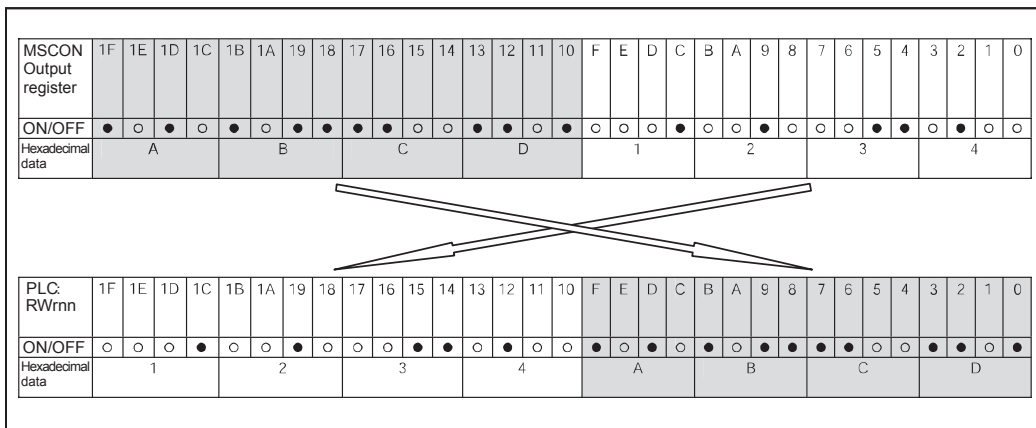 MSCON Output register 1F 1E 1D 1C 1B 1A 19 18 17 16 15 14 13 12 11 10 F E D C B A 9 8 7 6 5 4 3 2 1 0
ON/OFF ● ○ ● ○ ● ○ ● ● ● ● ○ ○ ● ● ○ ● ○ ○ ○ ● ○ ○ ● ○ ○ ○ ● ● ○ ● ○ ○
Hexadecimal data A B C D 1 2 3 4
PLC: RWrnn 1F 1E 1D 1C 1B 1A 19 18 17 16 15 14 13 12 11 10 F E D C B A 9 8 7 6 5 4 3 2 1 0
ON/OFF ○ ○ ○ ● ○ ○ ● ○ ○ ○ ● ● ○ ● ○ ○ ● ○ ● ○ ● ○ ● ● ● ● ○ ○ ● ● ○ ●
Hexadecimal data 1 2 3 4 A B C D